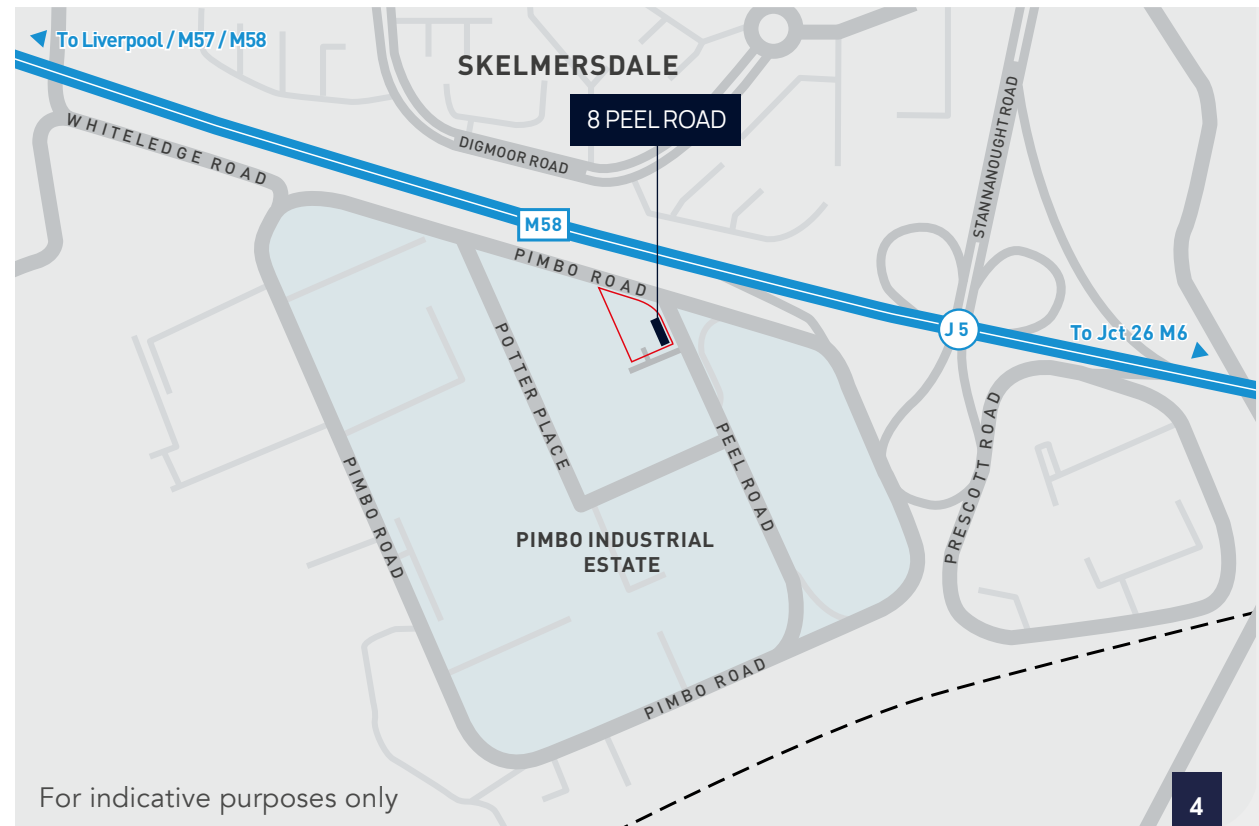 To Liverpool / M57 / M58
SKELMERSDALE
8 PEEL ROAD
STANNANOUGHT ROAD
WHITELEDGE ROAD
DIGMOOR ROAD
M58
PIMBO ROAD
J5
To Jct 26 M6
POTTER PLACE
PEEL ROAD
PRESCOTT ROAD
PIMBO ROAD
PIMBO INDUSTRIAL
ESTATE
PIMBO ROAD
For indicative purposes only
4